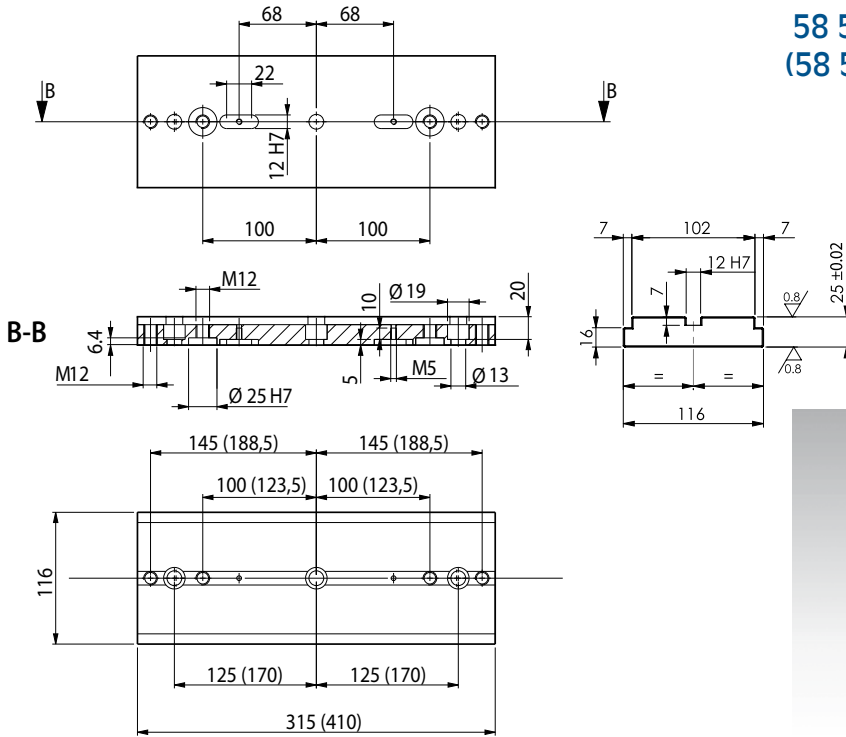 68 68
58 5
(58 5
B 22 B
12 H7
100 100
7 102 7
12 H7
7
16
0.8
0.8
25 ±0.02
= =
116
B-B
M12
10
Ø 19
20
6.4
M12
Ø 25 H7
5
M5
Ø 13
145 (188,5) 145 (188,5)
100 (123,5) 100 (123,5)
116
125 (170) 125 (170)
315 (410)